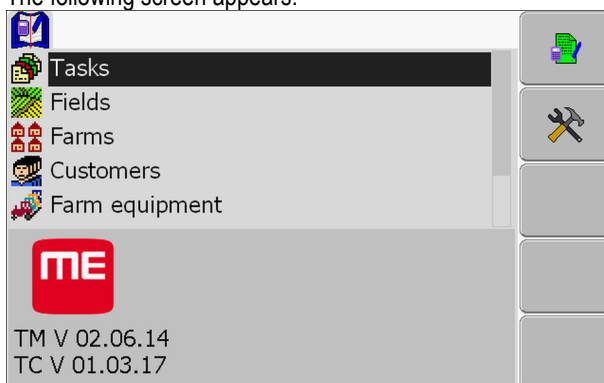 The following screen appears:
Tasks
Fields
Farms
Customers
Farm equipment
ME
TM V 02.06.14
TC V 01.03.17